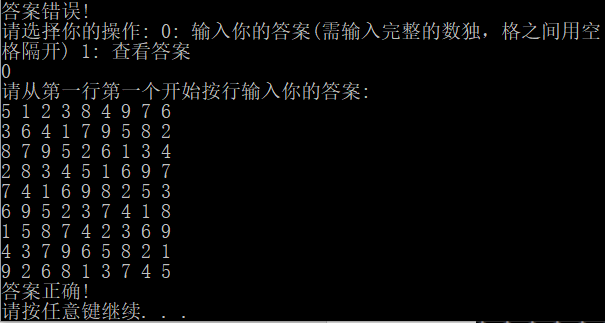 答案错误!
请选择你的操作: 0: 输入你的答案(需输入完整的数独，格之间用空
格隔开) 1: 查看答案
0
请从第一行第一个开始按行输入你的答案:
5 1 2 3 8 4 9 7 6
3 6 4 1 7 9 5 8 2
8 7 9 5 2 6 1 3 4
2 8 3 4 5 1 6 9 7
7 4 1 6 9 8 2 5 3
6 9 5 2 3 7 4 1 8
1 5 8 7 4 2 3 6 9
4 3 7 9 6 5 8 2 1
9 2 6 8 1 3 7 4 5
答案正确!
请按任意键继续. . .